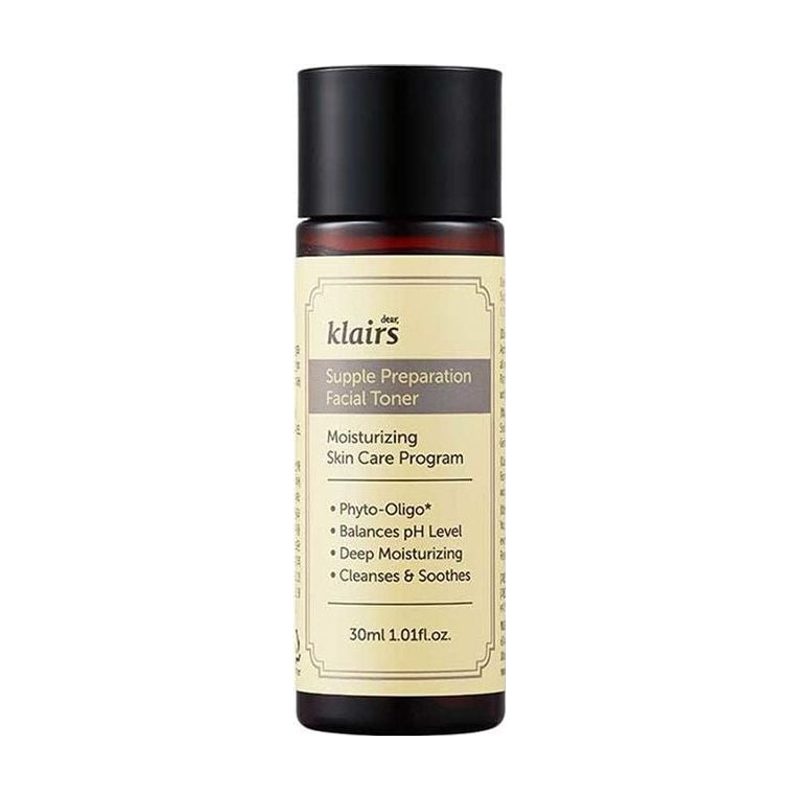 dear,
klairs
Supple Preparation
Facial Toner
Moisturizing
Skin Care Program
• Phyto-Oligo*
• Balances pH Level
• Deep Moisturizing
• Cleanses & Soothes
30ml 1.01fl.oz.